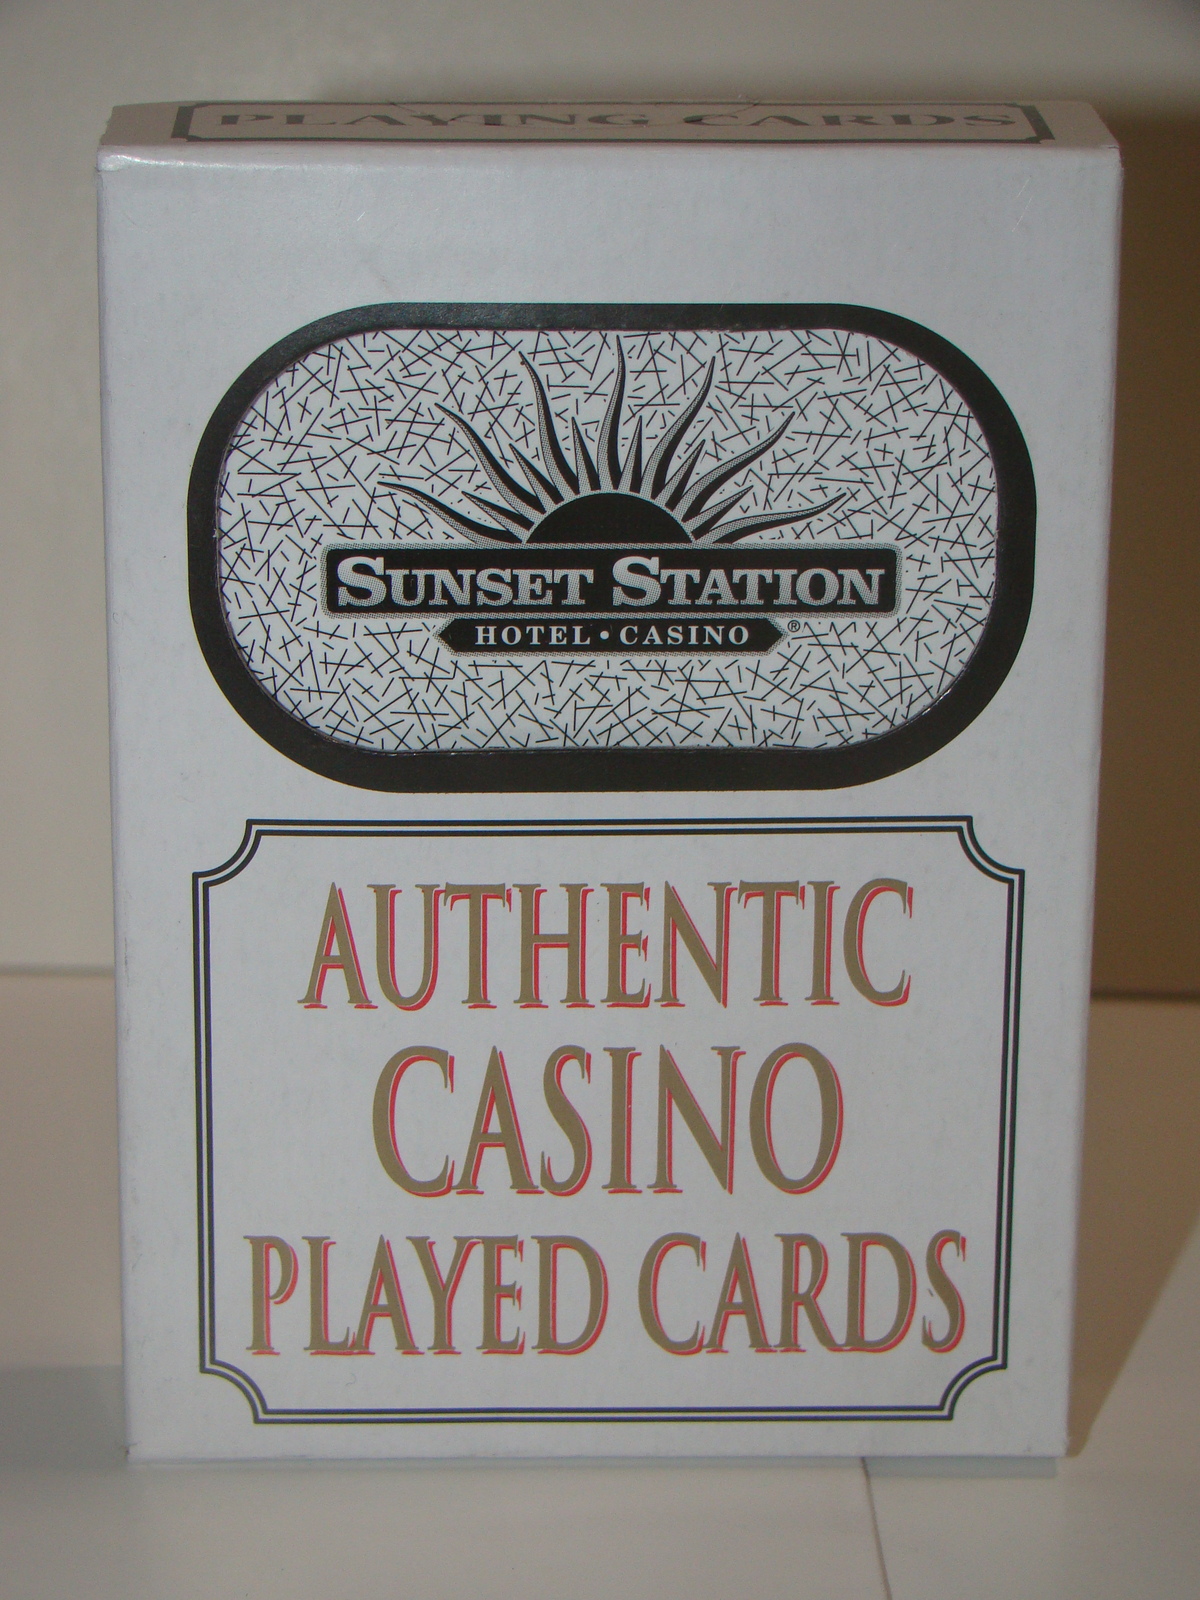 PLAYING CARDS
SUNSET STATION
HOTEL • CASINO ®
AUTHENTIC
CASINO
PLAYED CARDS